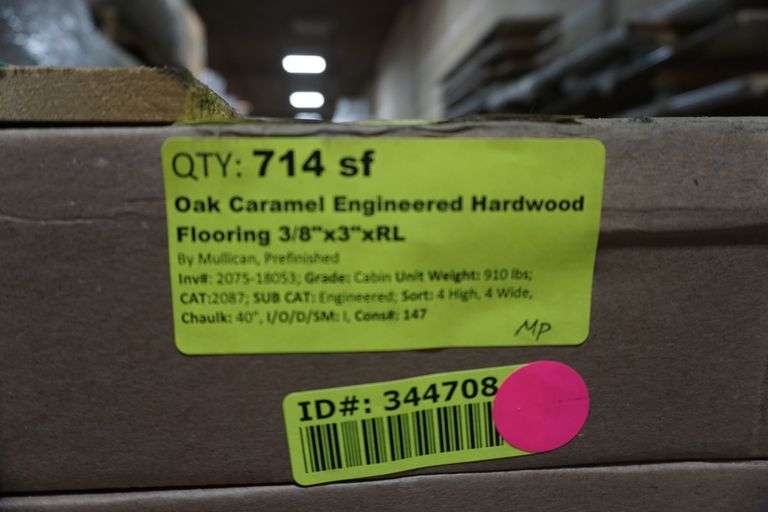 QTY: 714 sf
Oak Caramel Engineered Hardwood
Flooring 3/8"x3"xRL
By Mullican, Prefinished
Inv#: 2075-18053; Grade: Cabin Unit Weight: 910 lbs;
CAT:2087; SUB CAT: Engineered; Sort: 4 High, 4 Wide,
Chaulk: 40", I/O/D/SM: I, Cons#: 147
MP
ID#: 344708